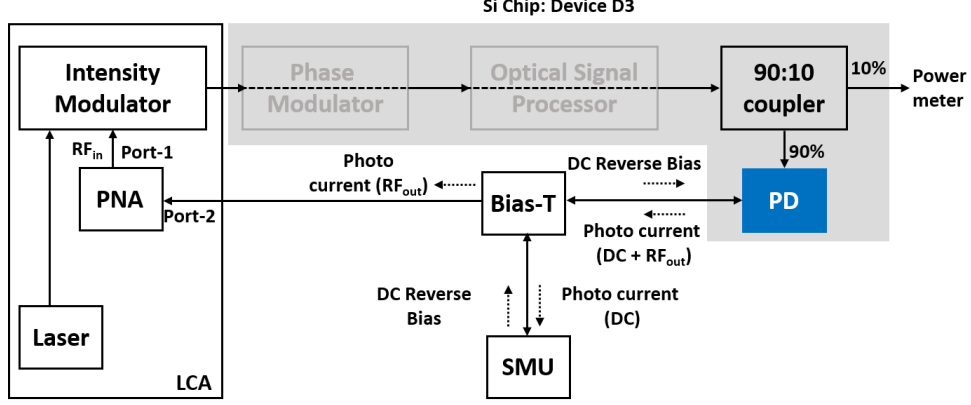 Si Chip: Device D3
Intensity
Modulator
Phase
Modulator
Optical Signal
Processor
90:10
coupler
10%
Power
meter
RFin
Port-1
90%
PNA
Port-2
Photo
current (RFout)
Bias-T
DC Reverse Bias
Photo current
(DC + RFout)
PD
DC Reverse
Bias
Photo current
(DC)
Laser
SMU
LCA